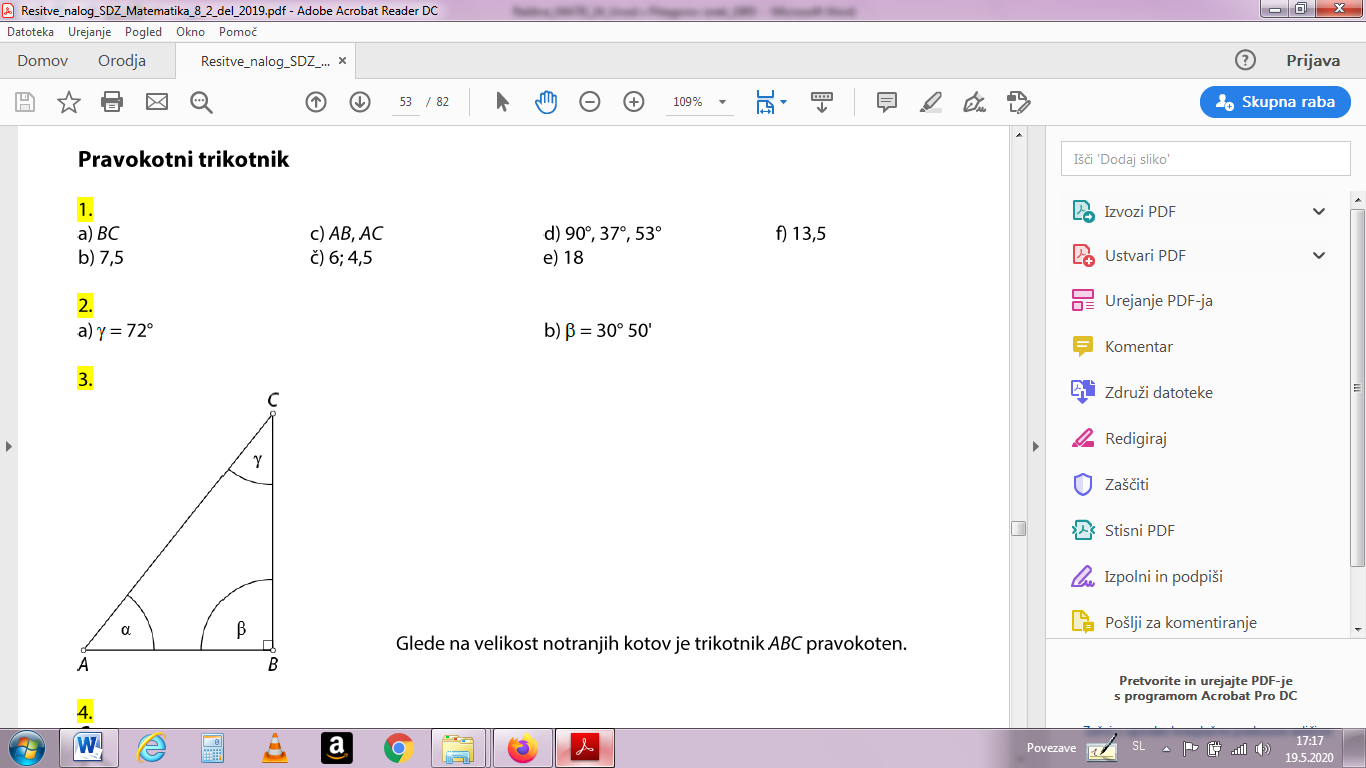 Resitve_nalog_SDZ_Matematika_8_2_del_2019.pdf - Adobe Acrobat Reader DC
Datoteka Urejanje Pogled Okno Pomoč
Domov Orodja Resitve_nalog_SDZ_... × Prijava
53 / 82 109% Skupna raba
Pravokotni trikotnik
1.
a) BC c) AB, AC d) 90°, 37°, 53° f) 13,5
b) 7,5 č) 6; 4,5 e) 18
2.
a) γ = 72° b) β = 30° 50'
3.
C
γ
α β
A B
Glede na velikost notranjih kotov je trikotnik ABC pravokoten.
4.
Išči 'Dodaj sliko'
Izvozi PDF
Ustvari PDF
Urejanje PDF-ja
Komentar
Združi datoteke
Redigiraj
Zaščiti
Stisni PDF
Izpolni in podpiši
Pošlji za komentiranje
Pretvorite in urejajte PDF-je
s programom Acrobat Pro DC
Povezave SL 17:17
19.5.2020